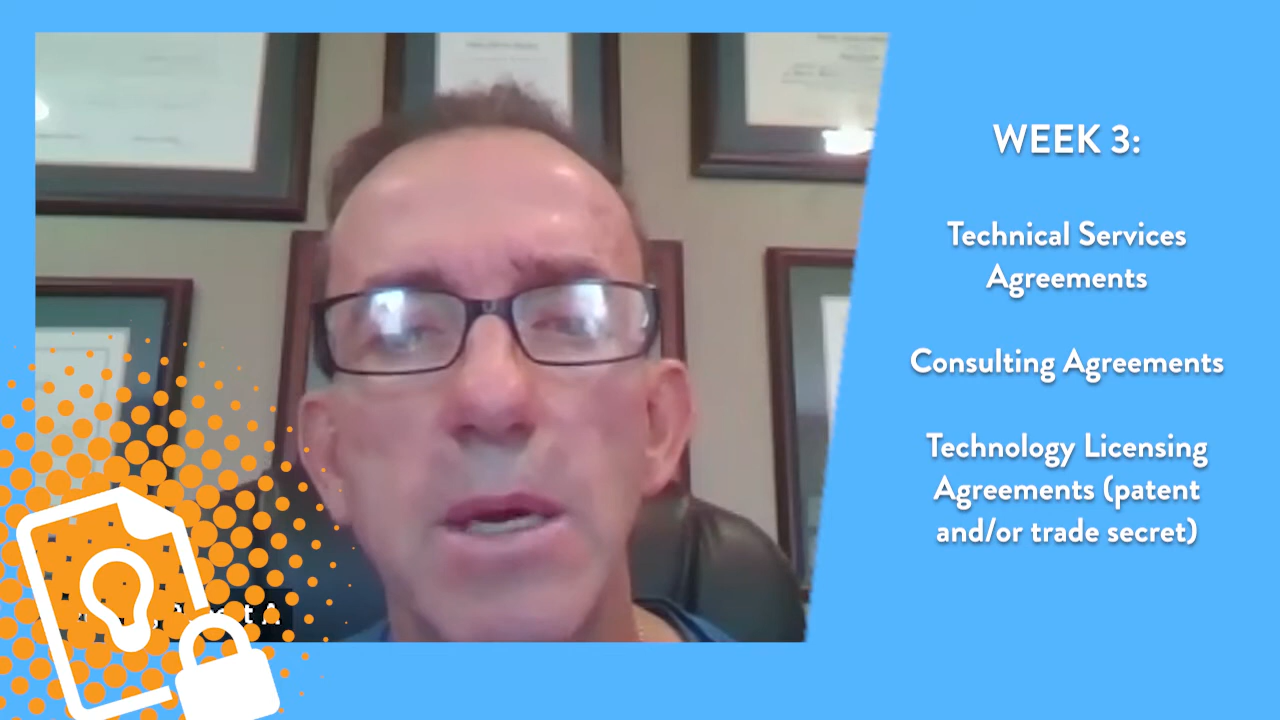 WEEK 3:
Technical Services
Agreements
Consulting Agreements
Technology Licensing
Agreements (patent
and/or trade secret)